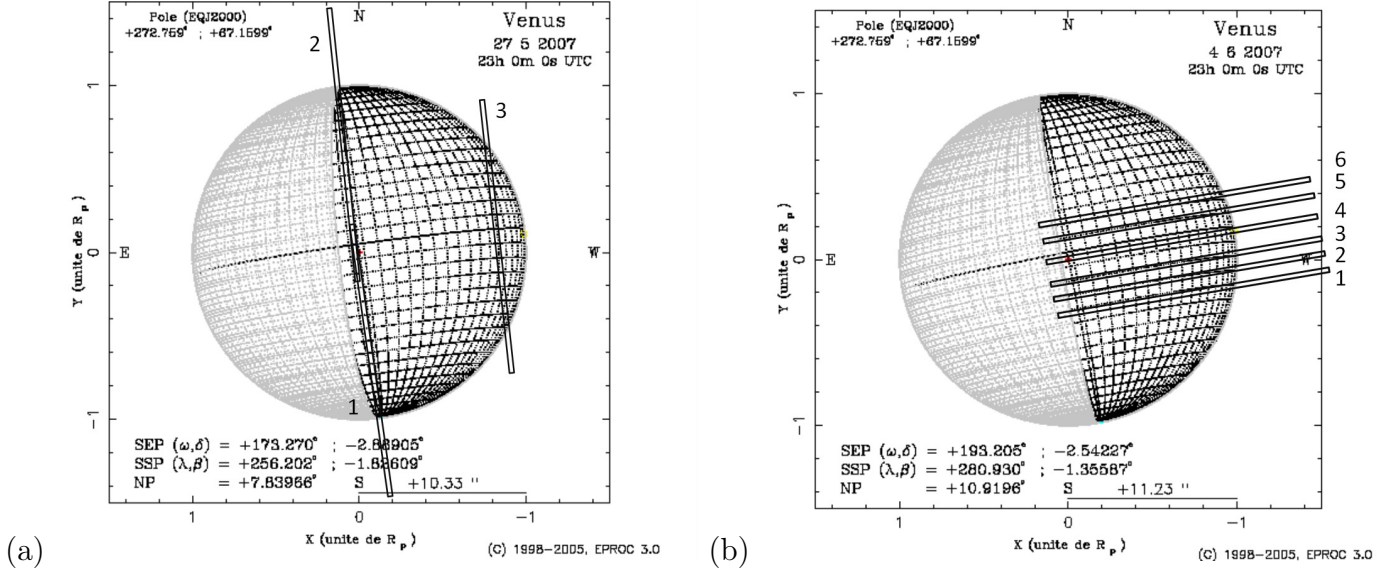 Pole (EQJ2000)
+272.759° ; +67.1599°
N
Venus
27 5 2007
23h 0m 0s UTC
2
3
1
E
W
0
Y (unite de R p)
1
-1
SEP (ω,δ) = +173.270° ; -2.86905°
SSP (λ,β) = +256.202° ; -1.82609°
NP = +7.83966° S +10.33 ''
1
0
-1
X (unite de R p)
(C) 1998-2005, EPROC 3.0
(a)
Pole (EQJ2000)
+272.759° ; +67.1599°
N
Venus
4 6 2007
23h 0m 0s UTC
1
6
5
4
3
2
1
E
W
0
Y (unite de R p)
-1
SEP (ω,δ) = +193.205° ; -2.54227°
SSP (λ,β) = +280.930° ; -1.35587°
NP = +10.9196° S +11.23 ''
1
0
-1
X (unite de R p)
(C) 1998-2005, EPROC 3.0
(b)